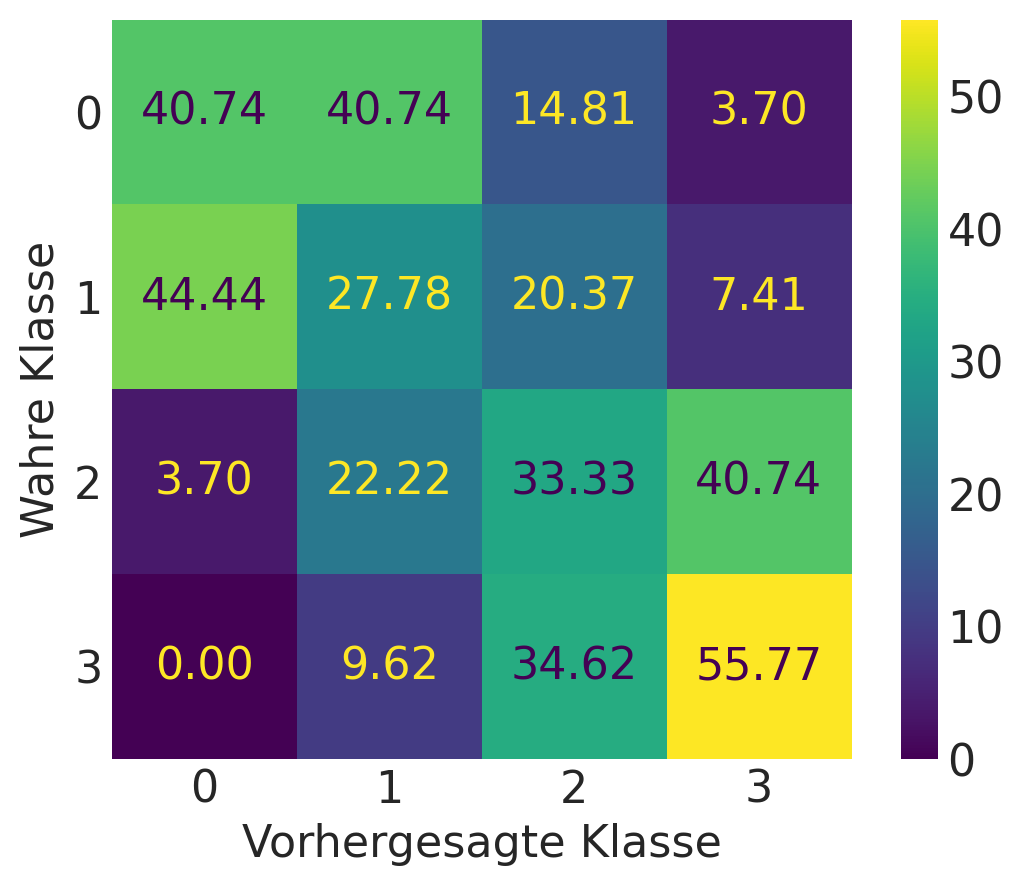 0 40.74 40.74 14.81 3.70
1 44.44 27.78 20.37 7.41
2 3.70 22.22 33.33 40.74
3 0.00 9.62 34.62 55.77
0 1 2 3
Vorhergesagte Klasse
Wahre Klasse
50
40
30
20
10
0